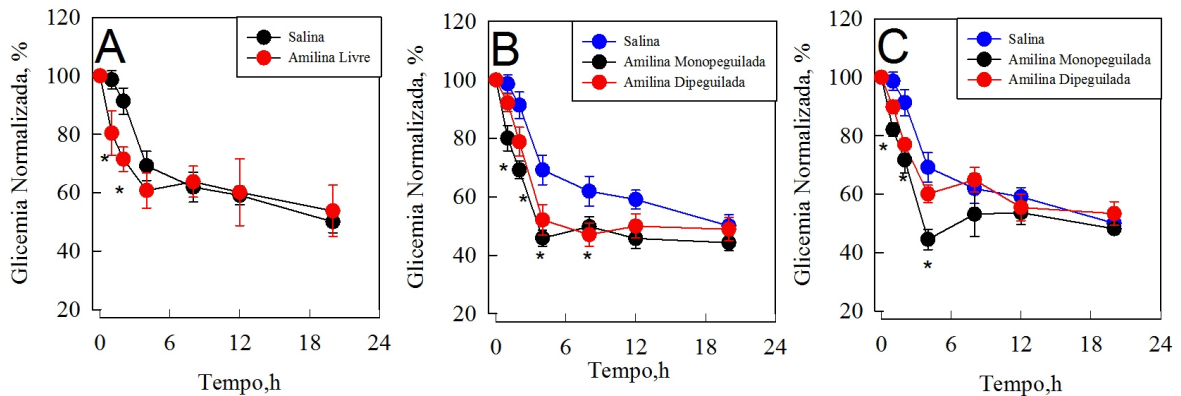 A
Salina
Amilina Livre
Glicemia Normalizada, %
120
100
80
60
40
20
0 6 12 18 24
Tempo,h
*
*
B
Salina
Amilina Monopeguilada
Amilina Dipeguilada
Glicemia Normalizada, %
120
100
80
60
40
20
0 6 12 18 24
Tempo,h
*
*
*
*
C
Salina
Amilina Monopeguilada
Amilina Dipeguilada
Glicemia Normalizada, %
120
100
80
60
40
20
0 6 12 18 24
Tempo,h
*
*
*